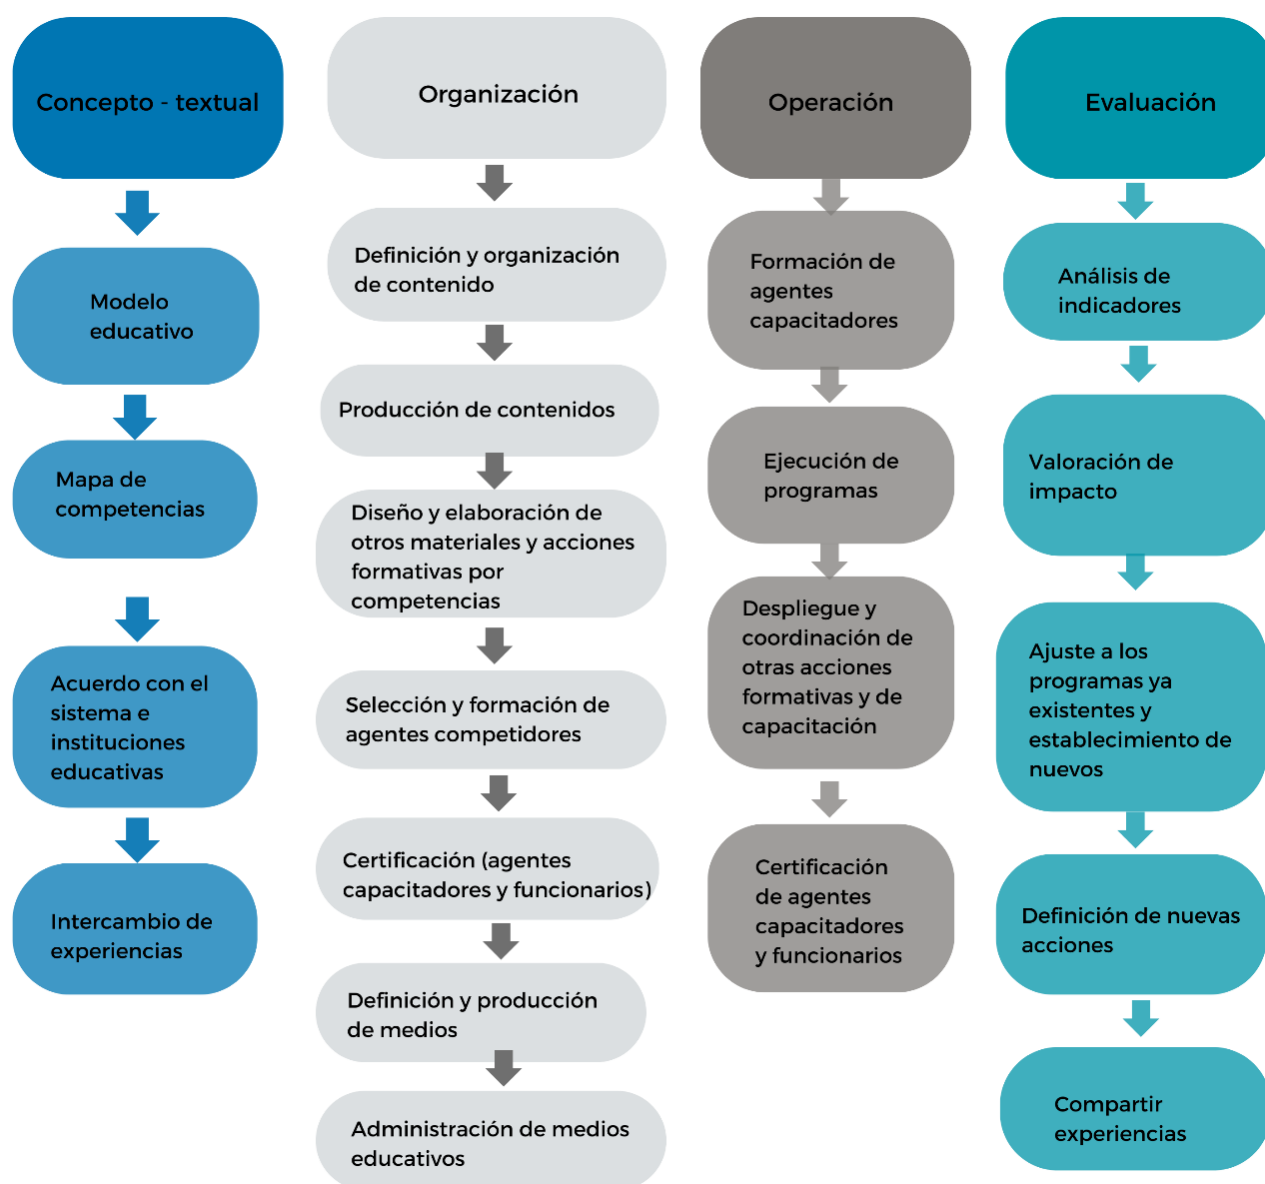 Concepto - textual
Modelo
educativo
Mapa de
competencias
Acuerdo con el
sistema e
instituciones
educativas
Intercambio de
experiencias
Organización
Definición y organización
de contenido
Producción de contenidos
Diseño y elaboración de
otros materiales y acciones
formativas por
competencias
Selección y formación de
agentes competidores
Certificación (agentes
capacitadores y funcionarios)
Definición y producción
de medios
Administración de medios
educativos
Operación
Formación de
agentes
capacitadores
Ejecución de
programas
Despliegue y
coordinación de
otras acciones
formativas y de
capacitación
Certificación
de agentes
capacitadores
y funcionarios
Evaluación
Análisis de
indicadores
Valoración de
impacto
Ajuste a los
programas ya
existentes y
establecimiento de
nuevos
Definición de nuevas
acciones
Compartir
experiencias